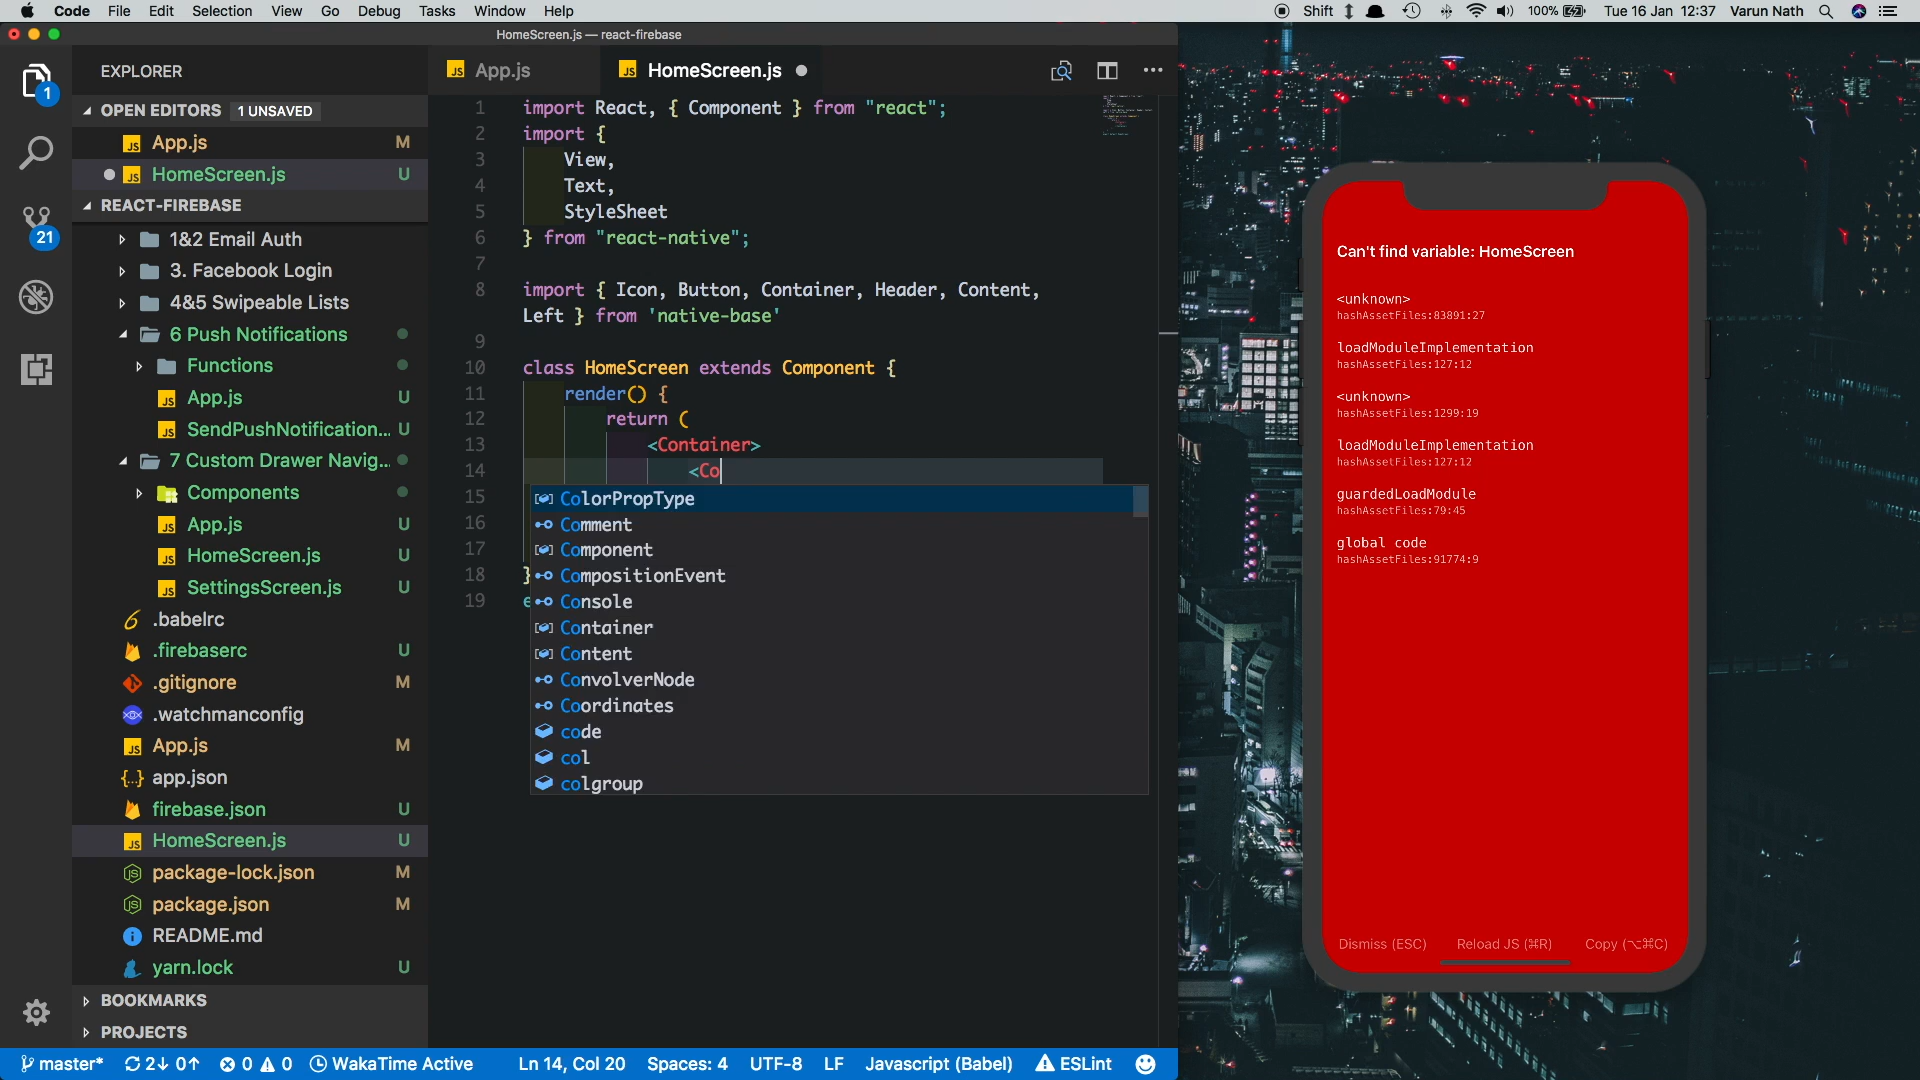 Code File Edit Selection View Go Debug Tasks Window Help Shift 100% Tue 16 Jan 12:37 Varun Nath
HomeScreen.js — react-firebase
EXPLORER
OPEN EDITORS 1 UNSAVED
App.js M
HomeScreen.js U
REACT-FIREBASE
1&2 Email Auth
3. Facebook Login
4&5 Swipeable Lists
6 Push Notifications
Functions
App.js U
SendPushNotification... U
7 Custom Drawer Navig...
Components
App.js U
HomeScreen.js U
SettingsScreen.js U
.babelrc
.firebaserc U
.gitignore M
.watchmanconfig
App.js M
app.json
firebase.json U
HomeScreen.js U
package-lock.json M
package.json M
README.md
yarn.lock U
BOOKMARKS
PROJECTS
1
21
App.js HomeScreen.js
1 import React, { Component } from "react";
2 import {
3 View,
4 Text,
5 StyleSheet
6 } from "react-native";
7
8 import { Icon, Button, Container, Header, Content,
Left } from 'native-base'
9
10 class HomeScreen extends Component {
11 render() {
12 return (
13 <Container>
14 <Co
15 ColorPropType
16 Comment
17 Component
18 } CompositionEvent
19 e Console
Container
Content
ConvolverNode
Coordinates
code
col
colgroup
Can't find variable: HomeScreen
<unknown>
hashAssetFiles:83891:27
loadModuleImplementation
hashAssetFiles:127:12
<unknown>
hashAssetFiles:1299:19
loadModuleImplementation
hashAssetFiles:127:12
guardedLoadModule
hashAssetFiles:79:45
global code
hashAssetFiles:91774:9
Dismiss (ESC) Reload JS (⌘R) Copy (⌥⌘C)
master* 2↓ 0↑ 0 0 WakaTime Active Ln 14, Col 20 Spaces: 4 UTF-8 LF Javascript (Babel) ESLint